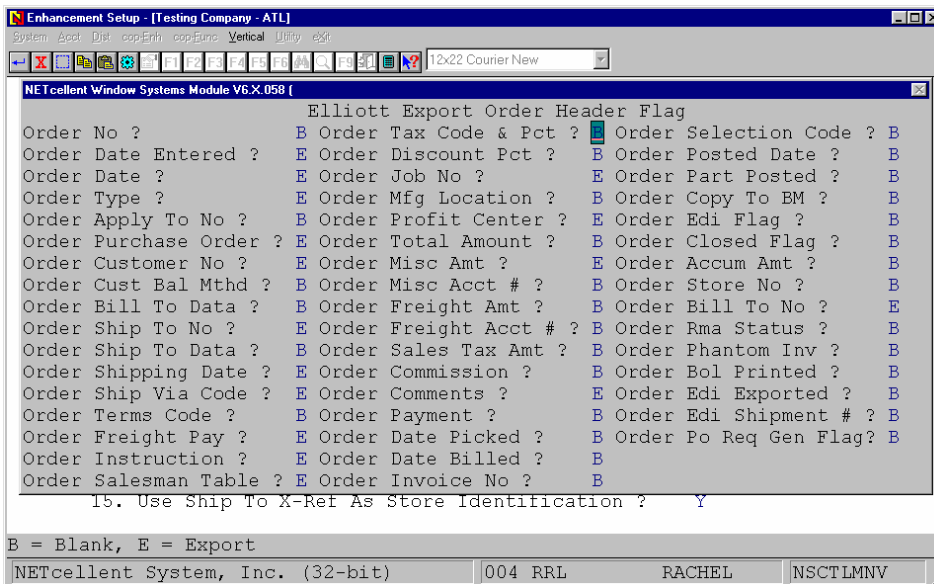 Enhancement Setup - [Testing Company - ATL]
System Acct Dist cop-Enh cop-Func Vertical Utility eXit
F1 F2 F3 F4 F5 F6 F9 12x22 Courier New
NETcellent Window Systems Module V6.X.058 (
Elliott Export Order Header Flag
Order No ? B Order Tax Code & Pct ? B Order Selection Code ? B
Order Date Entered ? E Order Discount Pct ? B Order Posted Date ? B
Order Date ? E Order Job No ? E Order Part Posted ? B
Order Type ? E Order Mfg Location ? B Order Copy To BM ? B
Order Apply To No ? B Order Profit Center ? E Order Edi Flag ? B
Order Purchase Order ? E Order Total Amount ? B Order Closed Flag ? B
Order Customer No ? E Order Misc Amt ? E Order Accum Amt ? B
Order Cust Bal Mthd ? B Order Misc Acct # ? B Order Store No ? B
Order Bill To Data ? B Order Freight Amt ? B Order Bill To No ? E
Order Ship To No ? E Order Freight Acct # ? B Order Rma Status ? B
Order Ship To Data ? B Order Sales Tax Amt ? B Order Phantom Inv ? B
Order Shipping Date ? E Order Commission ? B Order Bol Printed ? B
Order Ship Via Code ? E Order Comments ? E Order Edi Exported ? B
Order Terms Code ? B Order Payment ? B Order Edi Shipment # ? B
Order Freight Pay ? E Order Date Picked ? B Order Po Req Gen Flag? B
Order Instruction ? E Order Date Billed ? B
Order Salesman Table ? E Order Invoice No ? B
15. Use Ship To X-Ref As Store Identification ? Y
B = Blank, E = Export
NETcellent System, Inc. (32-bit) 004 RRL RACHEL NSCTLMNV